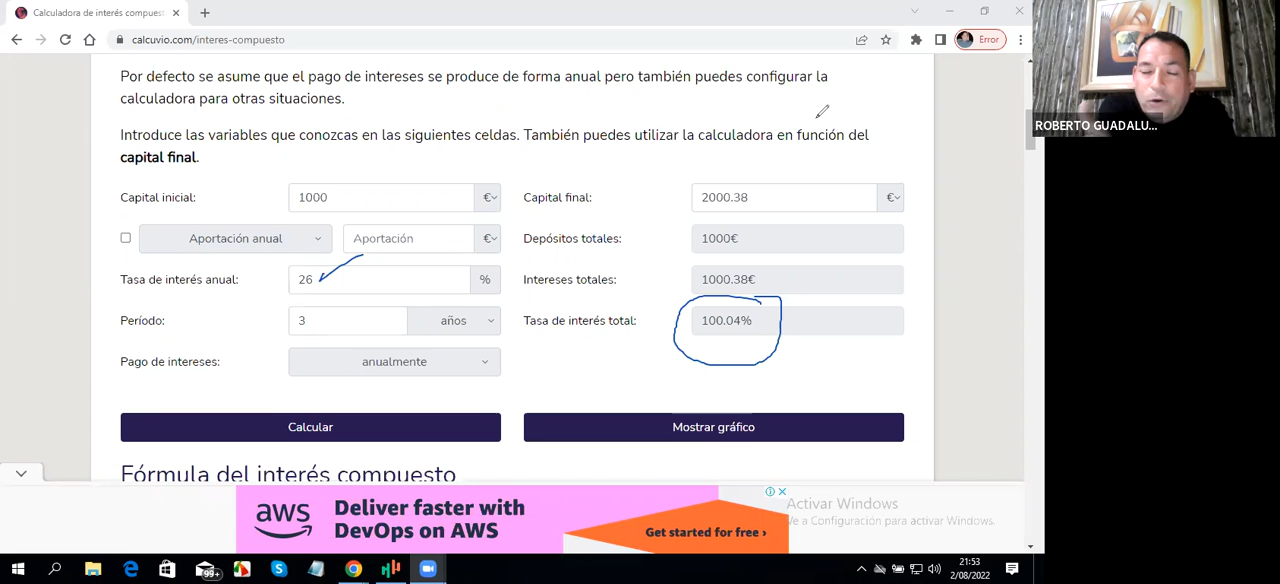 Calculadora de interés compuest
calcuvio.com/interes-compuesto
Error
ROBERTO GUADALU...
Por defecto se asume que el pago de intereses se produce de forma anual pero también puedes configurar la
calculadora para otras situaciones.
Introduce las variables que conozcas en las siguientes celdas. También puedes utilizar la calculadora en función del
capital final.
Capital inicial: 1000 € Capital final: 2000.38 €
Aportación anual Aportación € Depósitos totales: 1000€
Tasa de interés anual: 26 % Intereses totales: 1000.38€
Período: 3 años Tasa de interés total: 100.04%
Pago de intereses: anualmente
Calcular Mostrar gráfico
Fórmula del interés compuesto
aws Deliver faster with
DevOps on AWS
Get started for free ›
Activar Windows
Ve a Configuración para activar Windows.
99+
21:53
2/08/2022